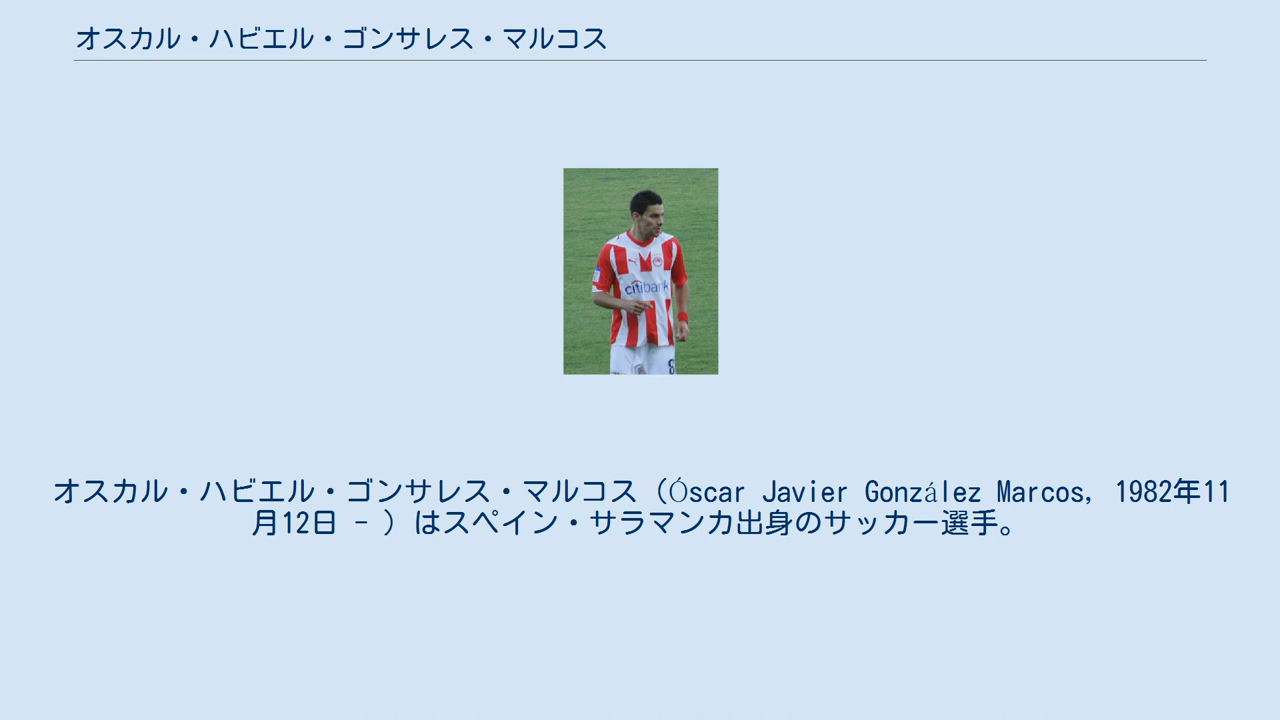 オスカル・ハビエル・ゴンサレス・マルコス
citibank
8
オスカル・ハビエル・ゴンサレス・マルコス（Óscar Javier González Marcos, 1982年11
月12日 - ）はスペイン・サラマンカ出身のサッカー選手。